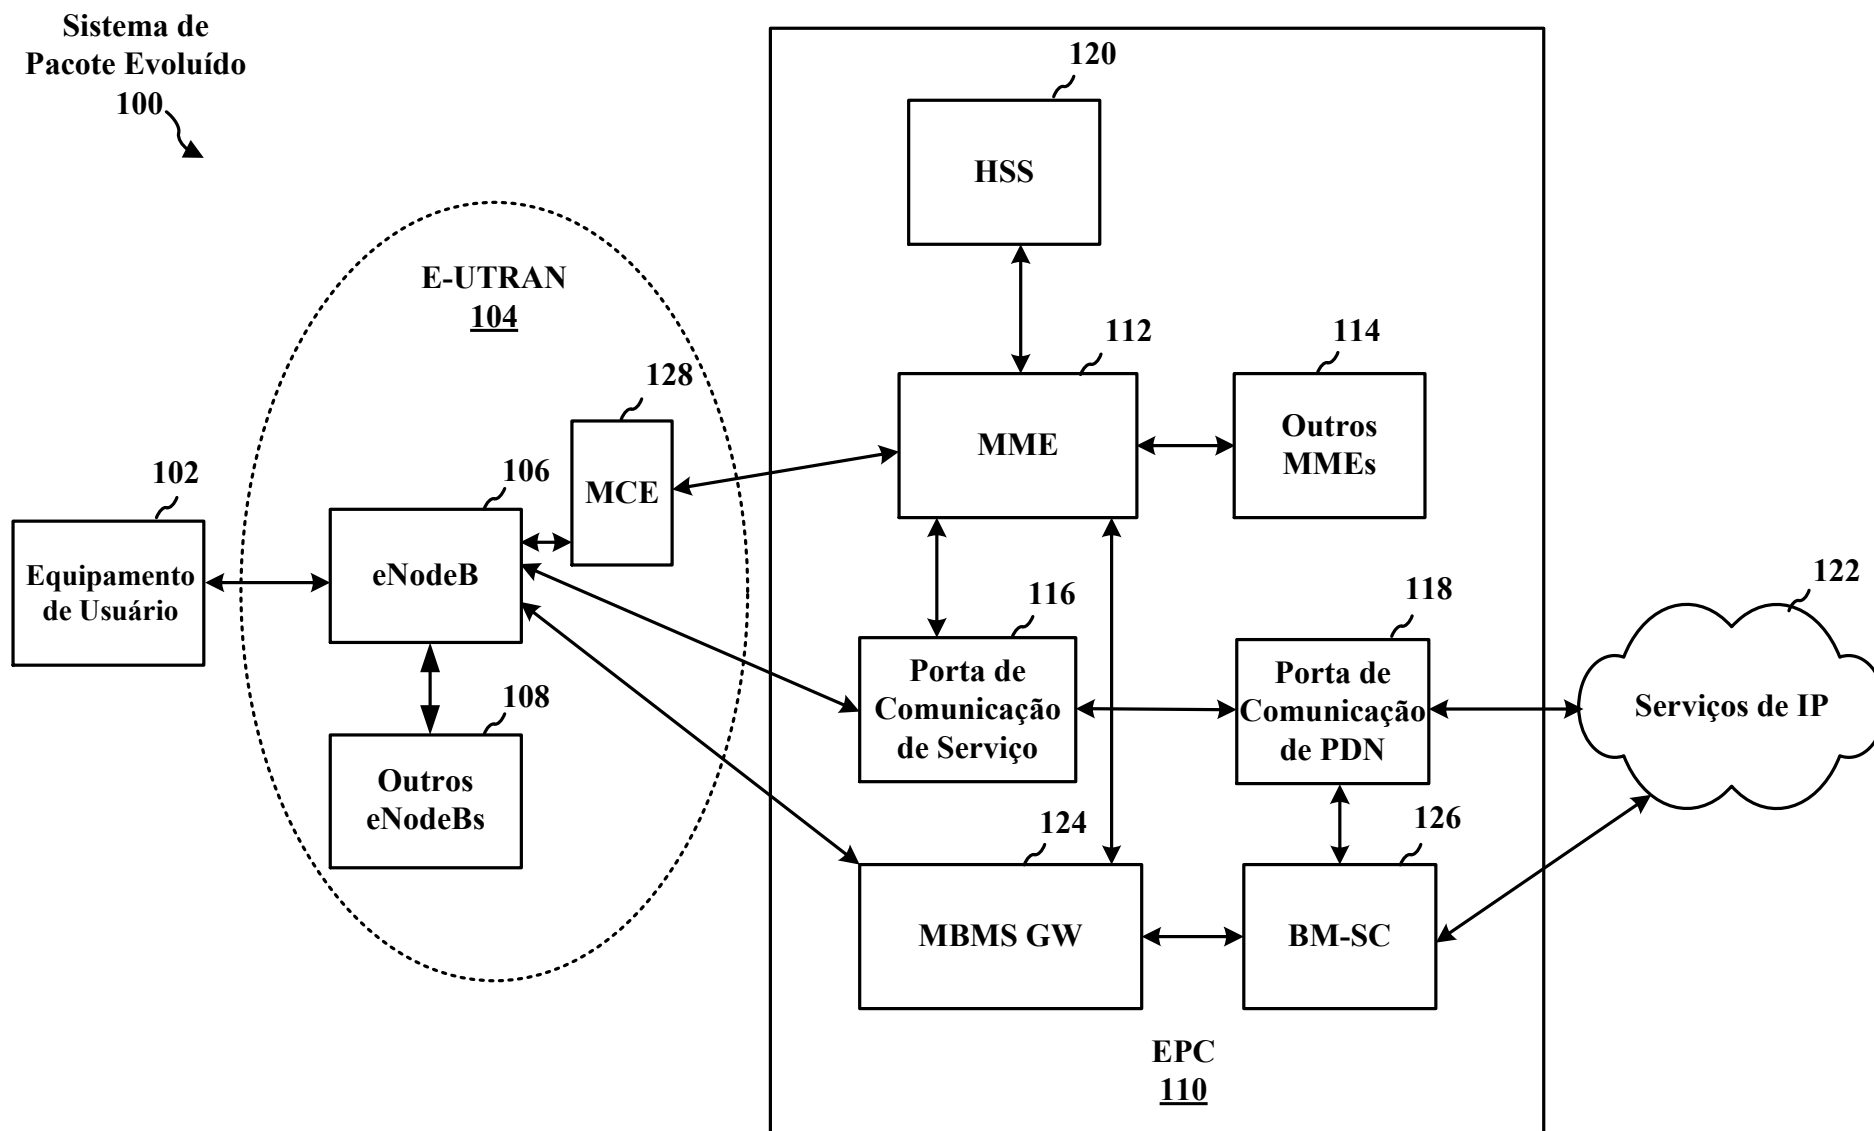 Sistema de
Pacote Evoluído
100
120
HSS
E-UTRAN
104
112
114
128
MME
Outros
MMEs
102
106
MCE
Equipamento
de Usuário
eNodeB
116
118
122
Porta de
Comunicação
de Serviço
Porta de
Comunicação
de PDN
Serviços de IP
108
Outros
eNodeBs
124
126
MBMS GW
BM-SC
EPC
110